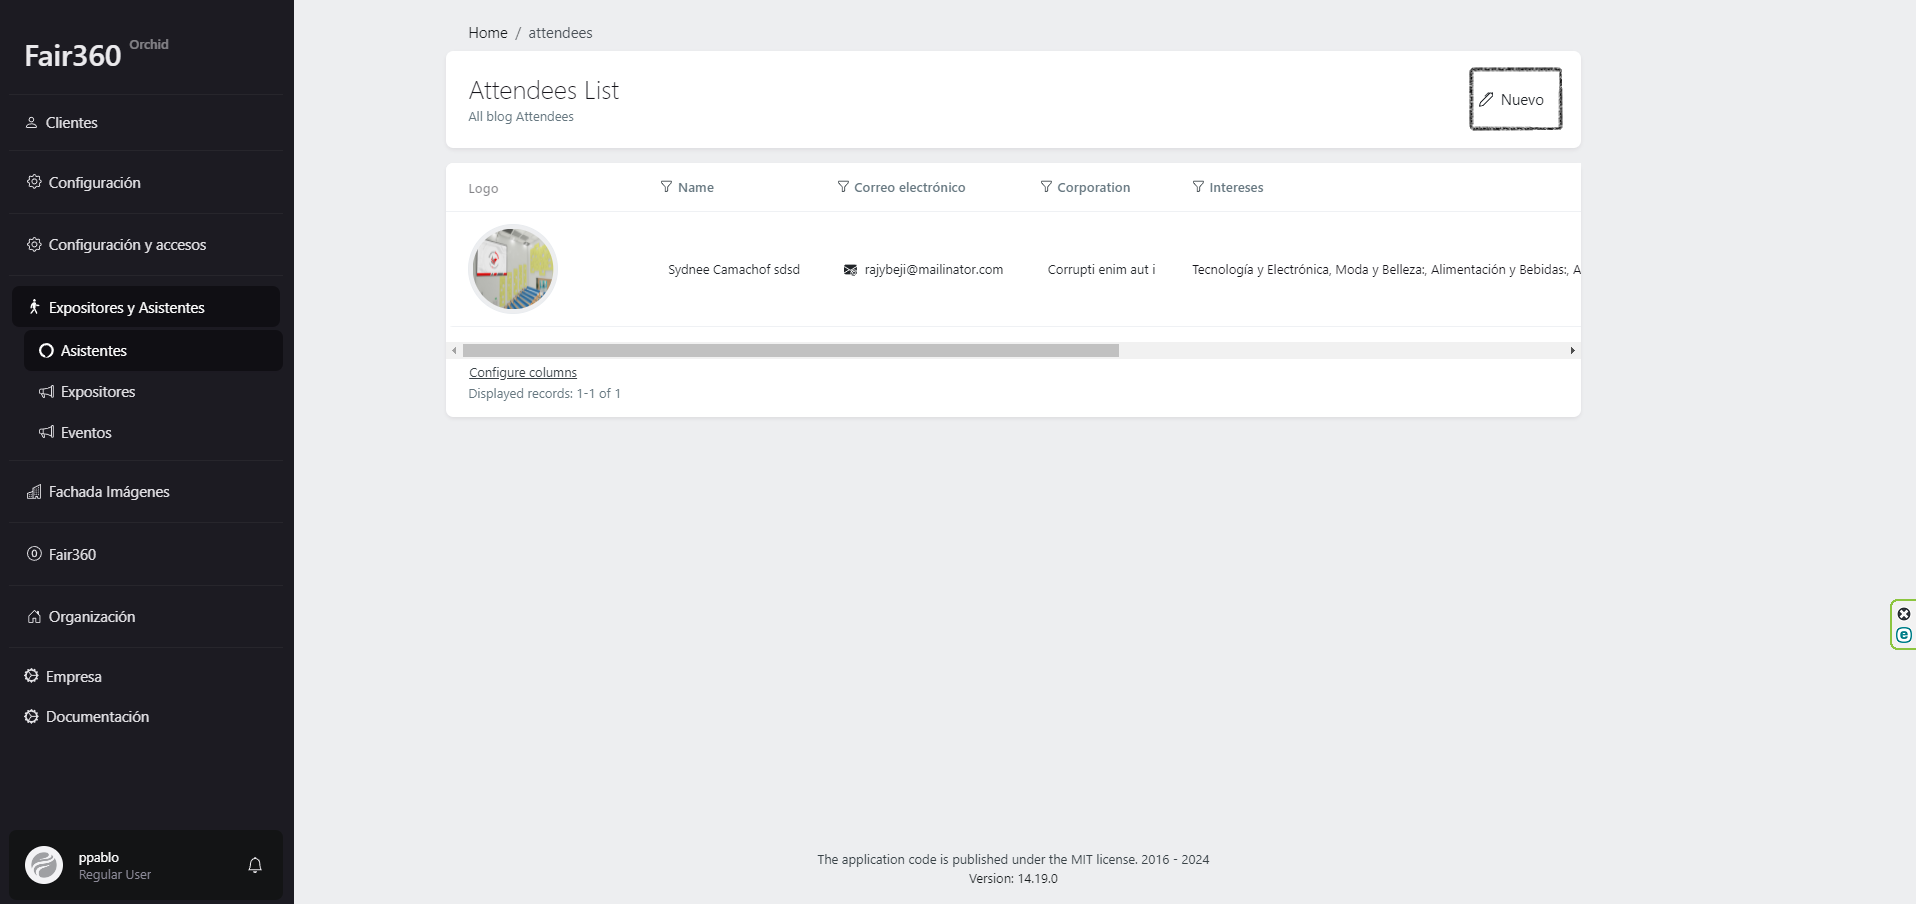 Fair360 Orchid
Clientes
Configuración
Configuración y accesos
Expositores y Asistentes
Asistentes
Expositores
Eventos
Fachada Imágenes
Fair360
Organización
Empresa
Documentación
ppablo
Regular User
Home / attendees
Attendees List
All blog Attendees
Nuevo
Logo Name Correo electrónico Corporation Intereses
Sydnee Camachof sdsd rajybeji@mailinator.com Corrupti enim aut i Tecnología y Electrónica, Moda y Belleza:, Alimentación y Bebidas:, A
Configure columns
Displayed records: 1-1 of 1
The application code is published under the MIT license. 2016 - 2024
Version: 14.19.0